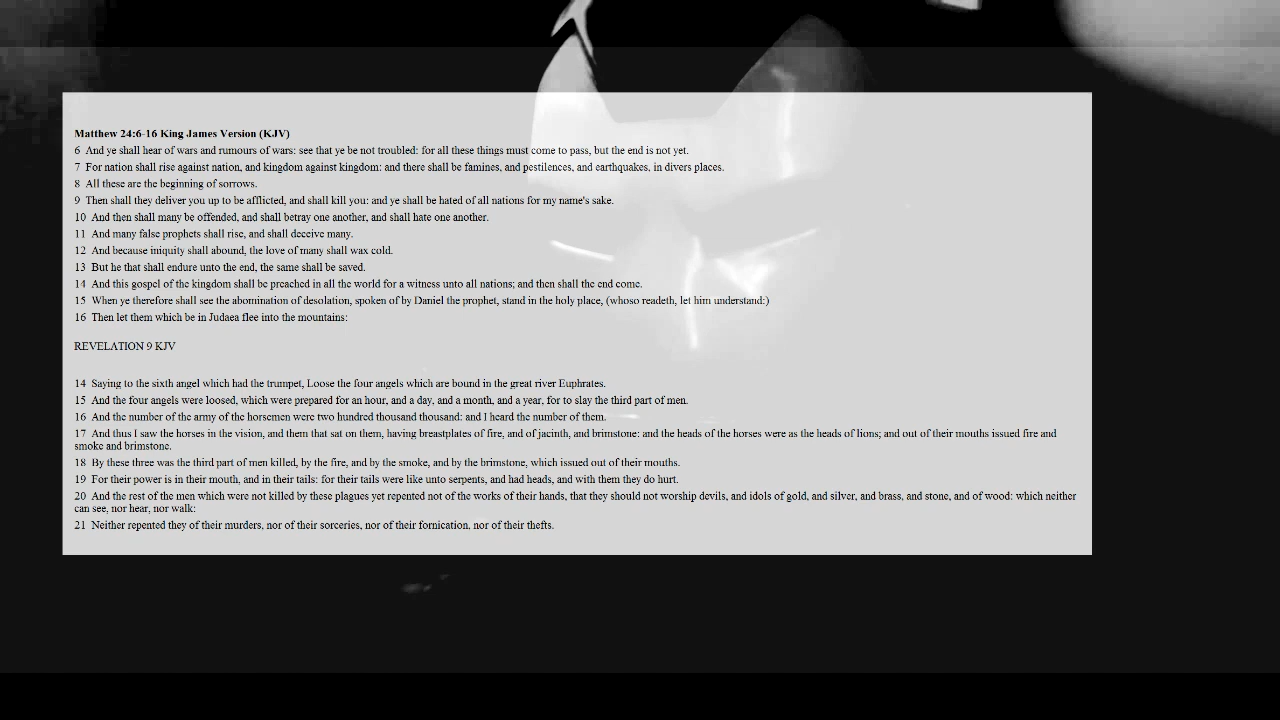 Matthew 24:6-16 King James Version (KJV)
6 And ye shall hear of wars and rumours of wars: see that ye be not troubled: for all these things must come to pass, but the end is not yet.
7 For nation shall rise against nation, and kingdom against kingdom: and there shall be famines, and pestilences, and earthquakes, in divers places.
8 All these are the beginning of sorrows.
9 Then shall they deliver you up to be afflicted, and shall kill you: and ye shall be hated of all nations for my name's sake.
10 And then shall many be offended, and shall betray one another, and shall hate one another.
11 And many false prophets shall rise, and shall deceive many.
12 And because iniquity shall abound, the love of many shall wax cold.
13 But he that shall endure unto the end, the same shall be saved.
14 And this gospel of the kingdom shall be preached in all the world for a witness unto all nations; and then shall the end come.
15 When ye therefore shall see the abomination of desolation, spoken of by Daniel the prophet, stand in the holy place, (whoso readeth, let him understand:)
16 Then let them which be in Judaea flee into the mountains:
REVELATION 9 KJV
14 Saying to the sixth angel which had the trumpet, Loose the four angels which are bound in the great river Euphrates.
15 And the four angels were loosed, which were prepared for an hour, and a day, and a month, and a year, for to slay the third part of men.
16 And the number of the army of the horsemen were two hundred thousand thousand: and I heard the number of them.
17 And thus I saw the horses in the vision, and them that sat on them, having breastplates of fire, and of jacinth, and brimstone: and the heads of the horses were as the heads of lions; and out of their mouths issued fire and
smoke and brimstone.
18 By these three was the third part of men killed, by the fire, and by the smoke, and by the brimstone, which issued out of their mouths.
19 For their power is in their mouth, and in their tails: for their tails were like unto serpents, and had heads, and with them they do hurt.
20 And the rest of the men which were not killed by these plagues yet repented not of the works of their hands, that they should not worship devils, and idols of gold, and silver, and brass, and stone, and of wood: which neither
can see, nor hear, nor walk:
21 Neither repented they of their murders, nor of their sorceries, nor of their fornication, nor of their thefts.